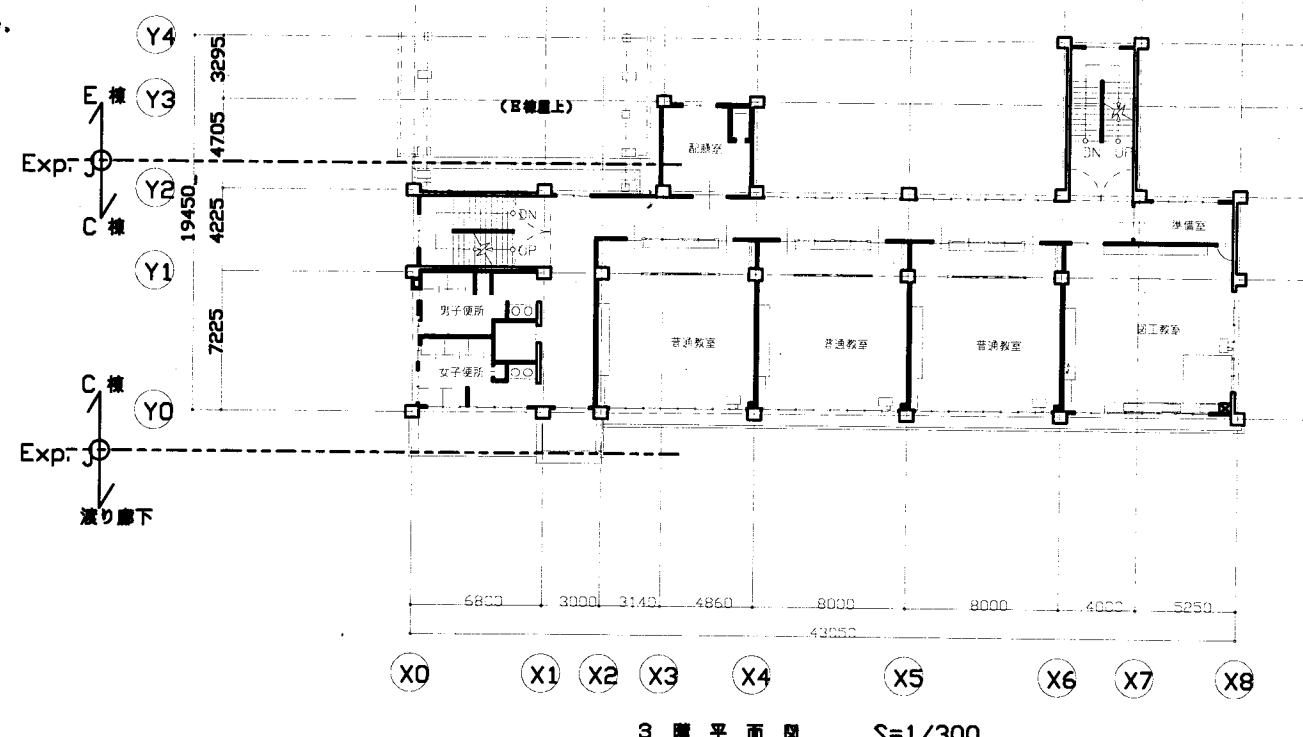 Y4
3295
E 棟
Y3
(E棟屋上)
4705
Exp. J
Y2
19450
4225
C 棟
DN
UP
DN UP
準備室
Y1
男子便所
7225
普通教室
普通教室
普通教室
図工教室
女子便所
C 棟
Y0
Exp. J
渡り廊下
6800
3000
3140
4860
8000
8000
4000
5250
43050
X0
X1
X2
X3
X4
X5
X6
X7
X8
3 階 平 面 図
S=1/300